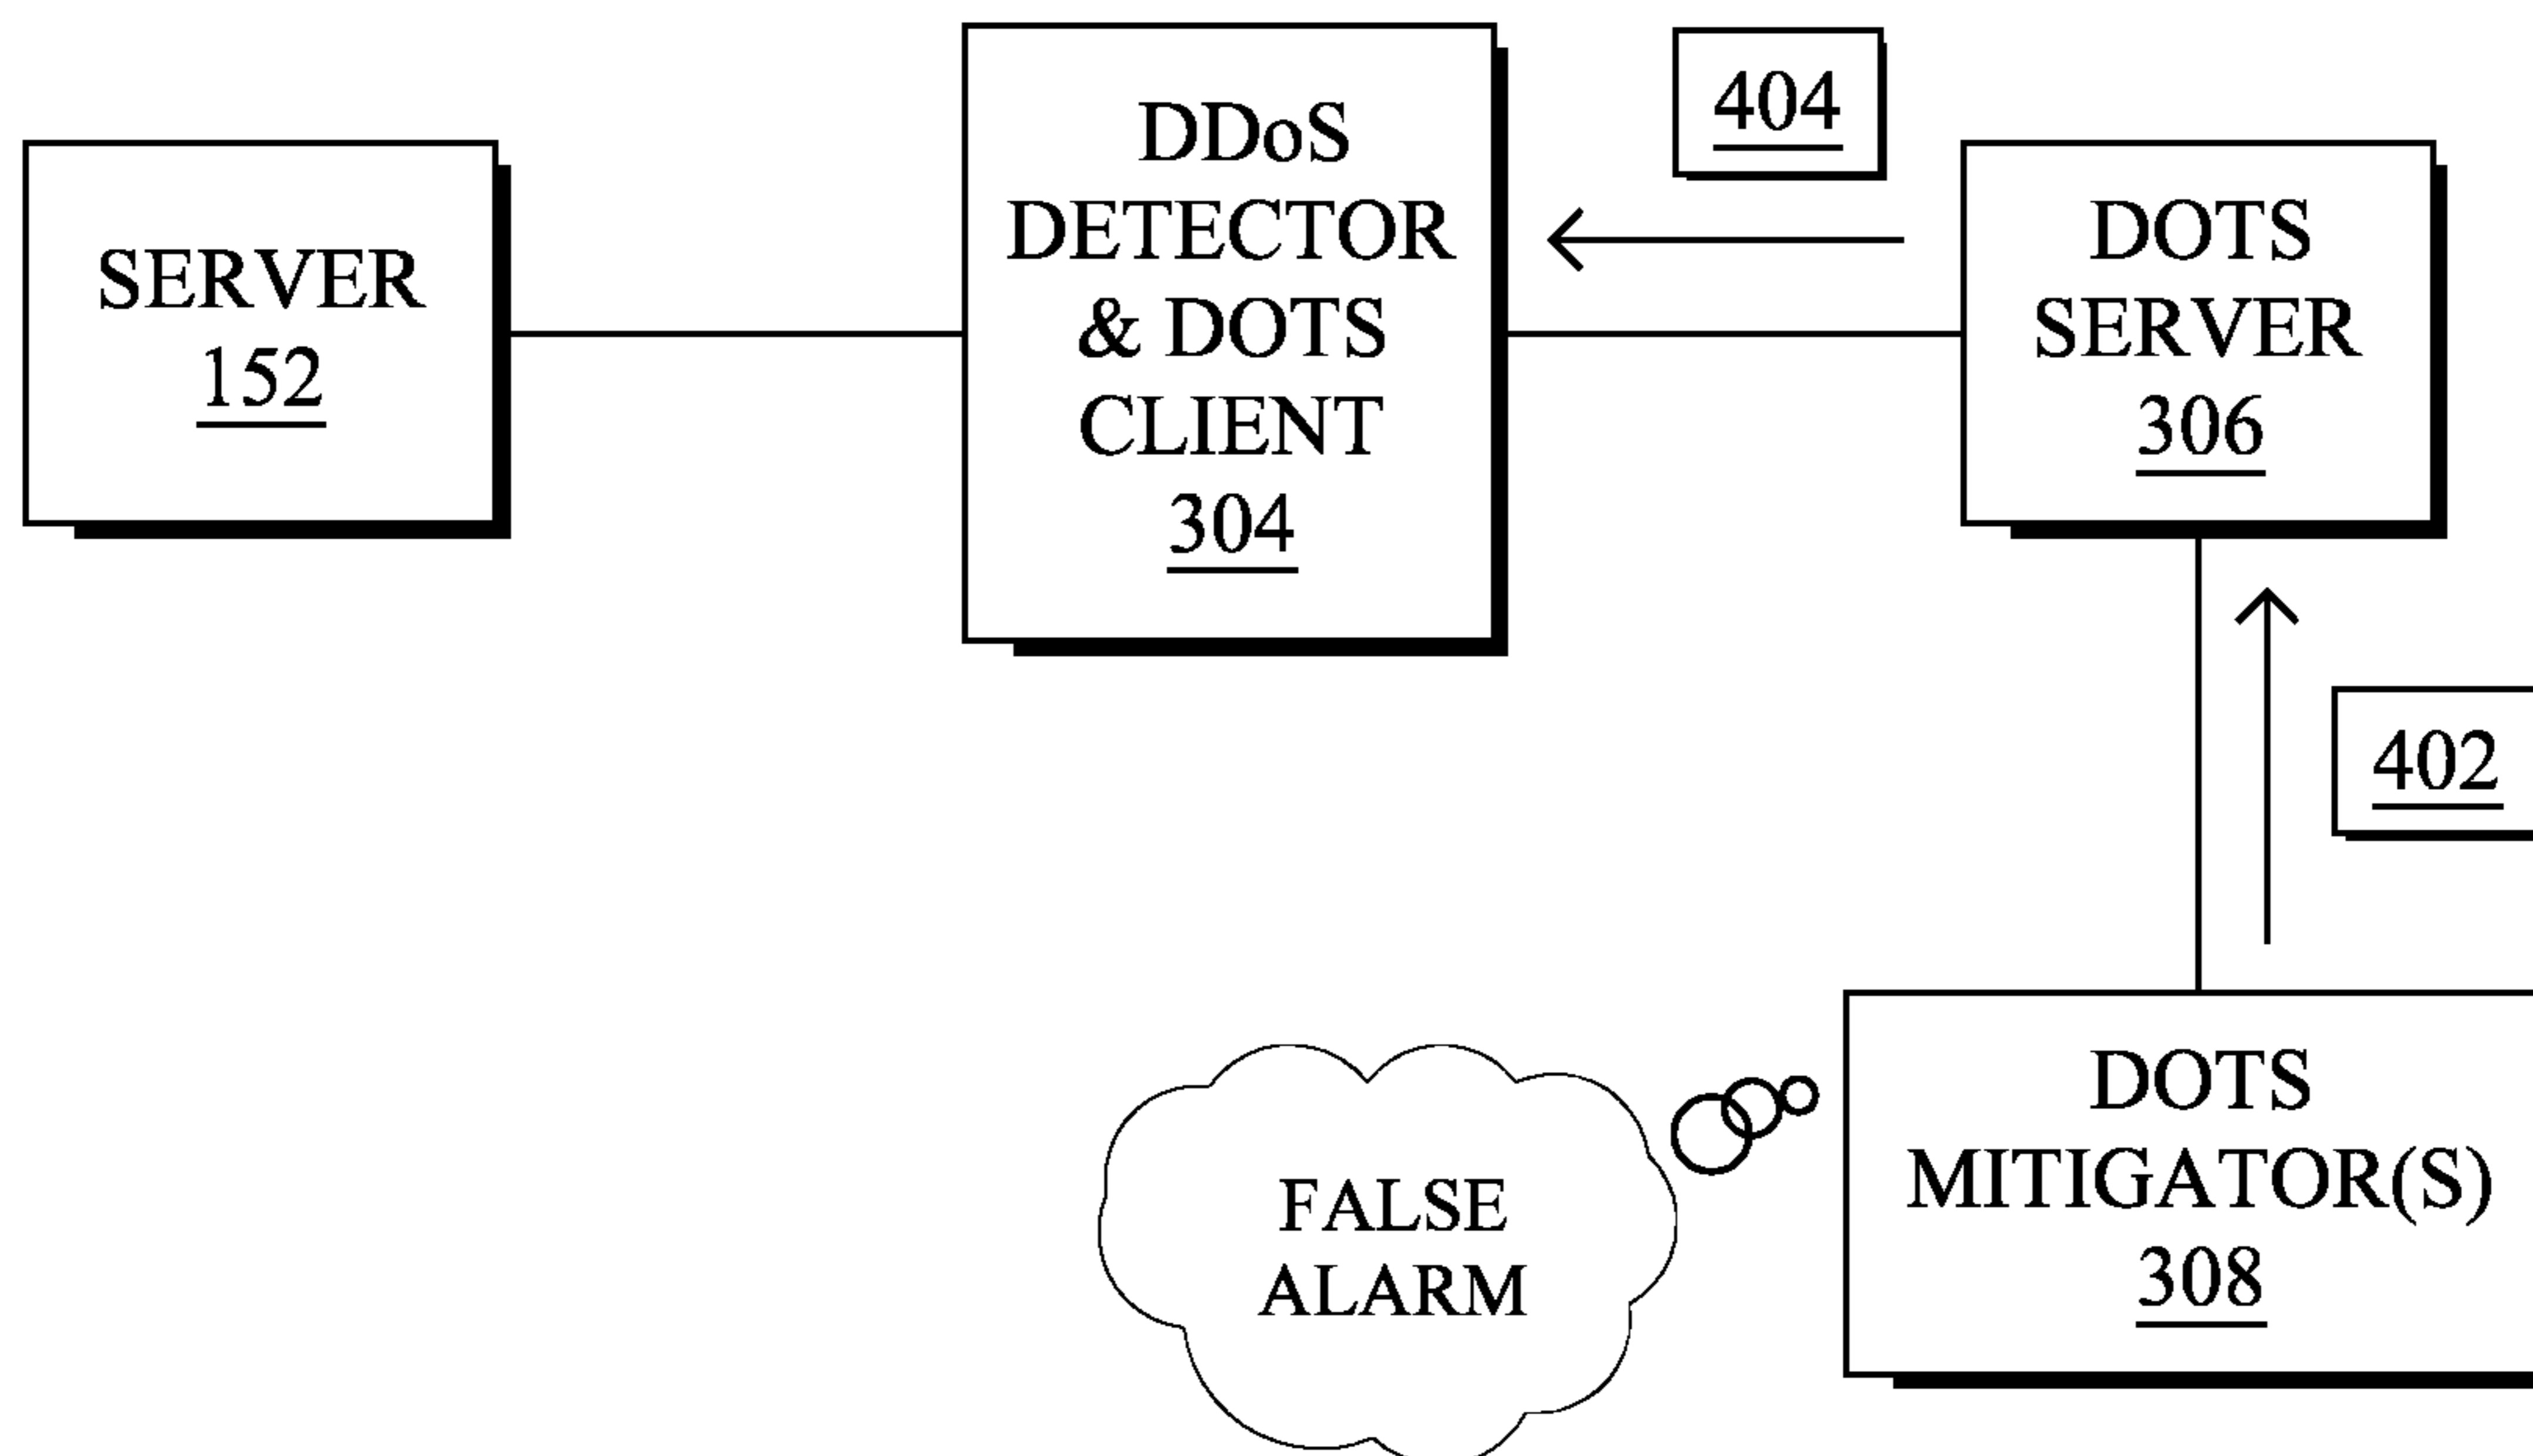 SERVER
152
DDoS
DETECTOR
& DOTS
CLIENT
304
404
DOTS
SERVER
306
402
FALSE
ALARM
DOTS
MITIGATOR(S)
308